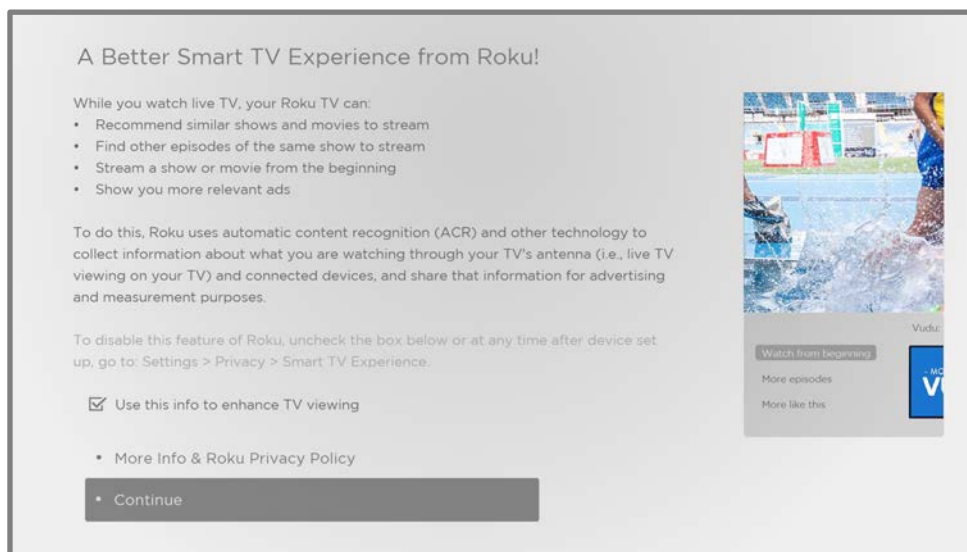 A Better Smart TV Experience from Roku!
While you watch live TV, your Roku TV can:
• Recommend similar shows and movies to stream
• Find other episodes of the same show to stream
• Stream a show or movie from the beginning
• Show you more relevant ads
To do this, Roku uses automatic content recognition (ACR) and other technology to
collect information about what you are watching through your TV's antenna (i.e., live TV
viewing on your TV) and connected devices, and share that information for advertising
and measurement purposes.
To disable this feature of Roku, uncheck the box below or at any time after device set
up, go to: Settings > Privacy > Smart TV Experience.
Use this info to enhance TV viewing
• More Info & Roku Privacy Policy
• Continue
Vudu:
Watch from beginning
More episodes
More like this